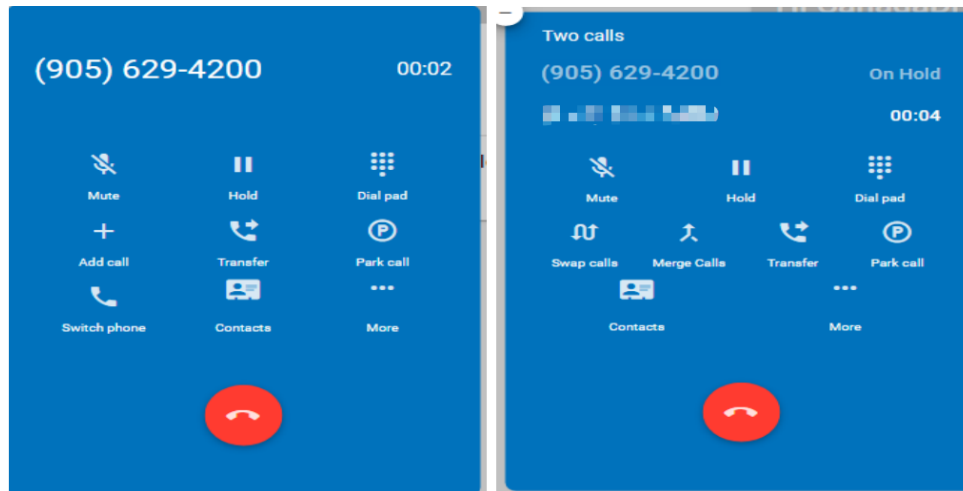 (905) 629-4200 00:02
Mute Hold Dial pad
Add call Transfer Park call
Switch phone Contacts More
Two calls
(905) 629-4200 On Hold
00:04
Mute Hold Dial pad
Swap calls Merge Calls Transfer Park call
Contacts More